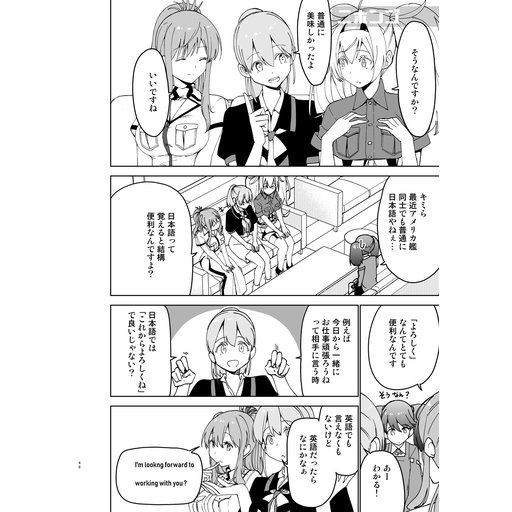 そうなんですか?
普通に
美味しかったよ
いいですね
キミら
最近アメリカ艦
同士でも普通に
日本語やねぇ…
日本語って
覚えると結構
便利なんですよ?
『よろしく』
なんてとても
便利なんです
そうなん?
あー
わかる!
例えば
今日から一緒に
お仕事頑張ろうね
って相手に言う時
日本語では
「これからよろしくね」
で良いじゃない?
英語でも
言えなくも
ないけど
英語だったら
なにかなぁ
I'm lookng forward to
working with you ?